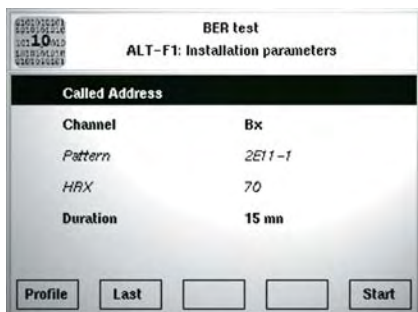 10
BER test
ALT-F1: Installation parameters
Called Address
Channel Bx
Pattern 2E11-1
HRX 70
Duration 15 mn
Profile Last Start